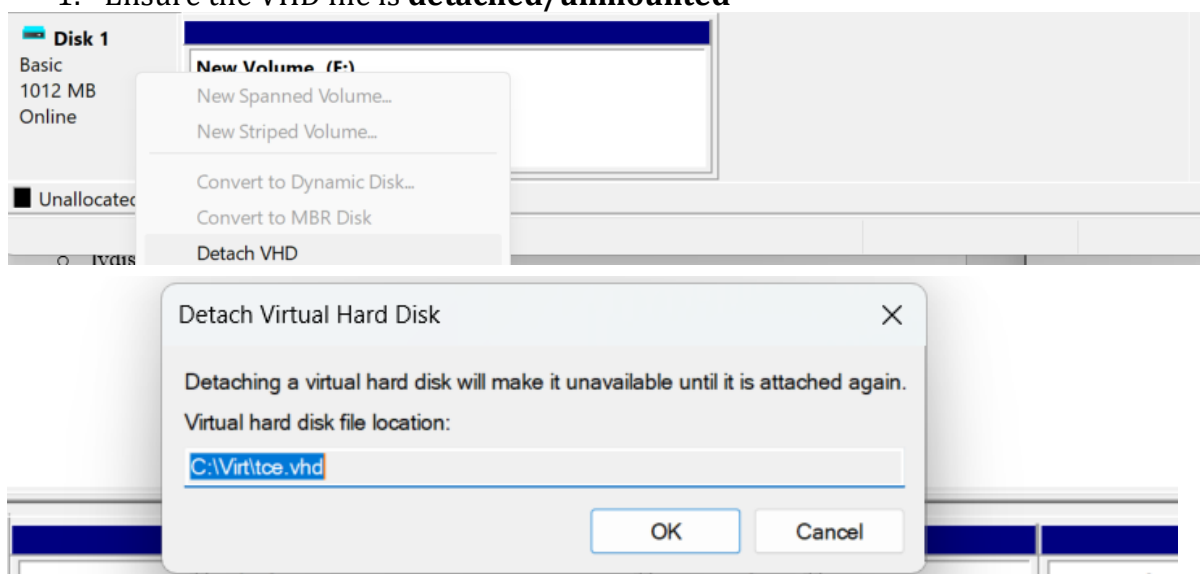 1. Ensure the VHD file is detached/unmounted
Disk 1
Basic
1012 MB
Online
New Volume (F:)
New Spanned Volume...
New Striped Volume...
Convert to Dynamic Disk...
Convert to MBR Disk
Detach VHD
Unallocated
Detach Virtual Hard Disk
Detaching a virtual hard disk will make it unavailable until it is attached again.
Virtual hard disk file location:
C:\Virt\tce.vhd
OK
Cancel